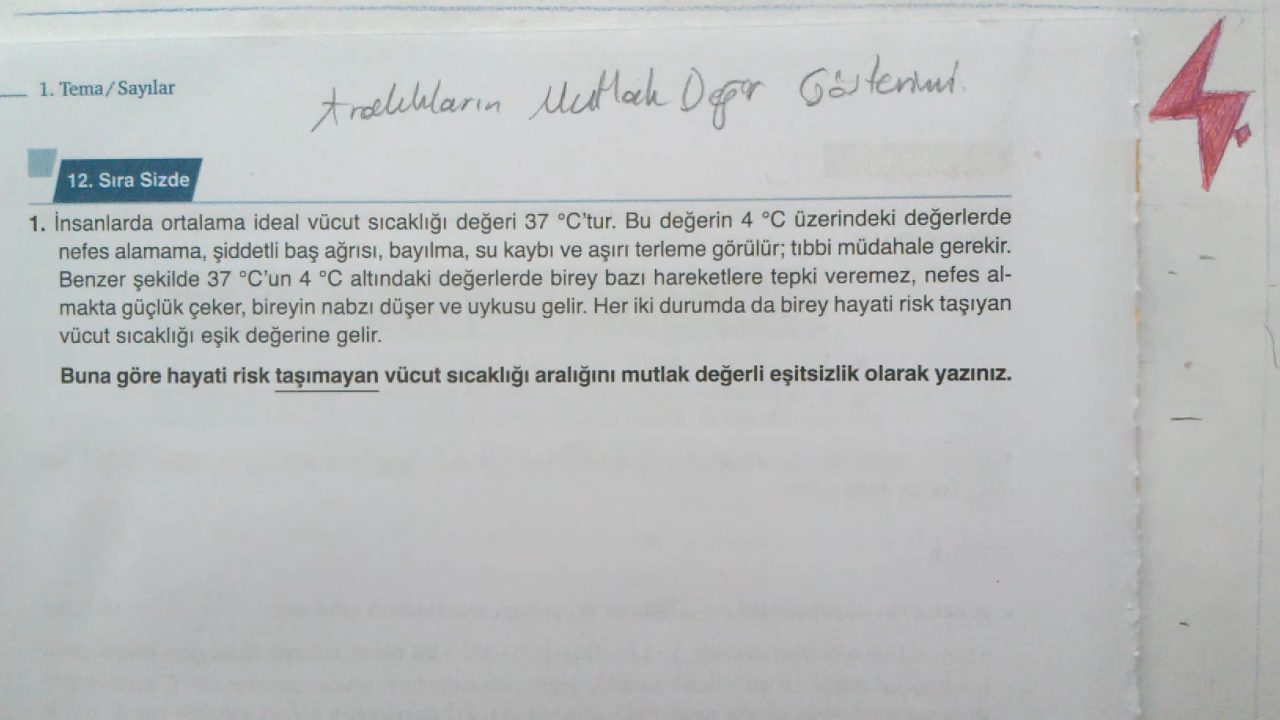 1. Tema/Sayılar
Aralıkların Mutlak Değer Gösterimi.
12. Sıra Sizde
1. İnsanlarda ortalama ideal vücut sıcaklığı değeri 37 °C'tur. Bu değerin 4 °C üzerindeki değerlerde
nefes alamama, şiddetli baş ağrısı, bayılma, su kaybı ve aşırı terleme görülür; tıbbi müdahale gerekir.
Benzer şekilde 37 °C'un 4 °C altındaki değerlerde birey bazı hareketlere tepki veremez, nefes al-
makta güçlük çeker, bireyin nabzı düşer ve uykusu gelir. Her iki durumda da birey hayati risk taşıyan
vücut sıcaklığı eşik değerine gelir.
Buna göre hayati risk taşımayan vücut sıcaklığı aralığını mutlak değerli eşitsizlik olarak yazınız.